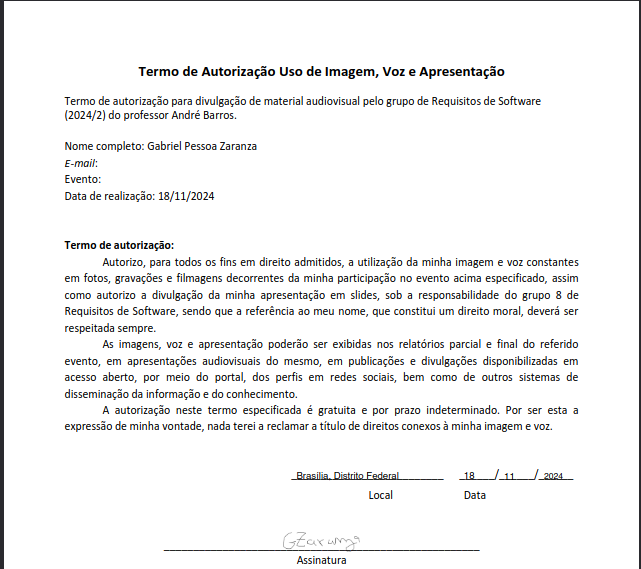 Termo de Autorização Uso de Imagem, Voz e Apresentação
Termo de autorização para divulgação de material audiovisual pelo grupo de Requisitos de Software
(2024/2) do professor André Barros.
Nome completo: Gabriel Pessoa Zaranza
E-mail:
Evento:
Data de realização: 18/11/2024
Termo de autorização:
Autorizo, para todos os fins em direito admitidos, a utilização da minha imagem e voz constantes
em fotos, gravações e filmagens decorrentes da minha participação no evento acima especificado, assim
como autorizo a divulgação da minha apresentação em slides, sob a responsabilidade do grupo 8 de
Requisitos de Software, sendo que a referência ao meu nome, que constitui um direito moral, deverá ser
respeitada sempre.
As imagens, voz e apresentação poderão ser exibidas nos relatórios parcial e final do referido
evento, em apresentações audiovisuais do mesmo, em publicações e divulgações disponibilizadas em
acesso aberto, por meio do portal, dos perfis em redes sociais, bem como de outros sistemas de
disseminação da informação e do conhecimento.
A autorização neste termo especificada é gratuita e por prazo indeterminado. Por ser esta a
expressão de minha vontade, nada terei a reclamar a título de direitos conexos à minha imagem e voz.
Brasília, Distrito Federal 18 / 11 / 2024
Local Data
GZaranza
Assinatura